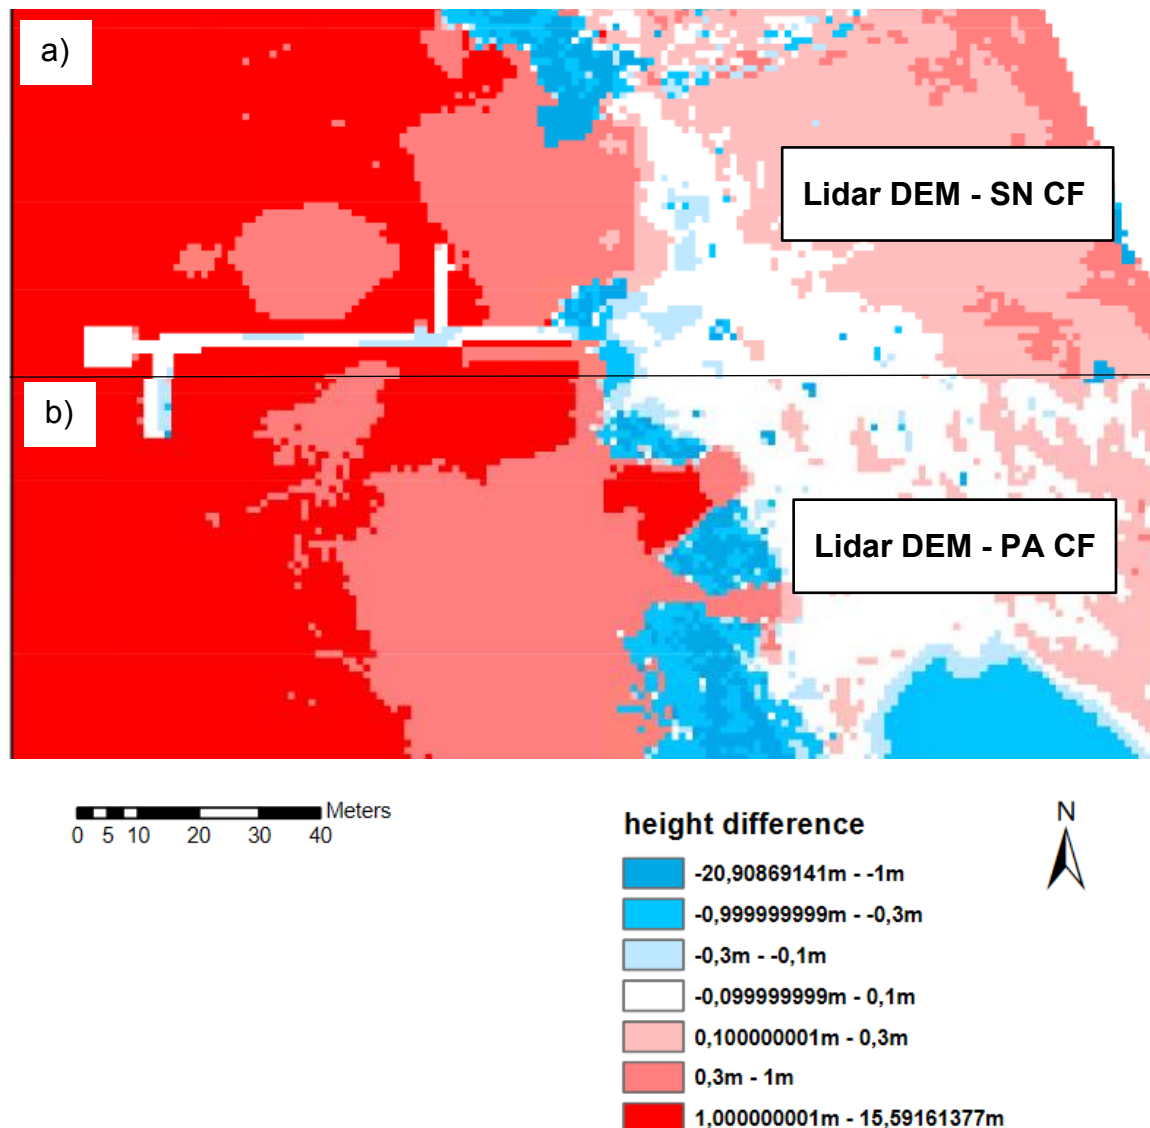 a)
Lidar DEM - SN CF
b)
Lidar DEM - PA CF
Meters
0 5 10 20 30 40
height difference
N
-20,90869141m - -1m
-0,999999999m - -0,3m
-0,3m - -0,1m
-0,099999999m - 0,1m
0,100000001m - 0,3m
0,3m - 1m
1,000000001m - 15,59161377m